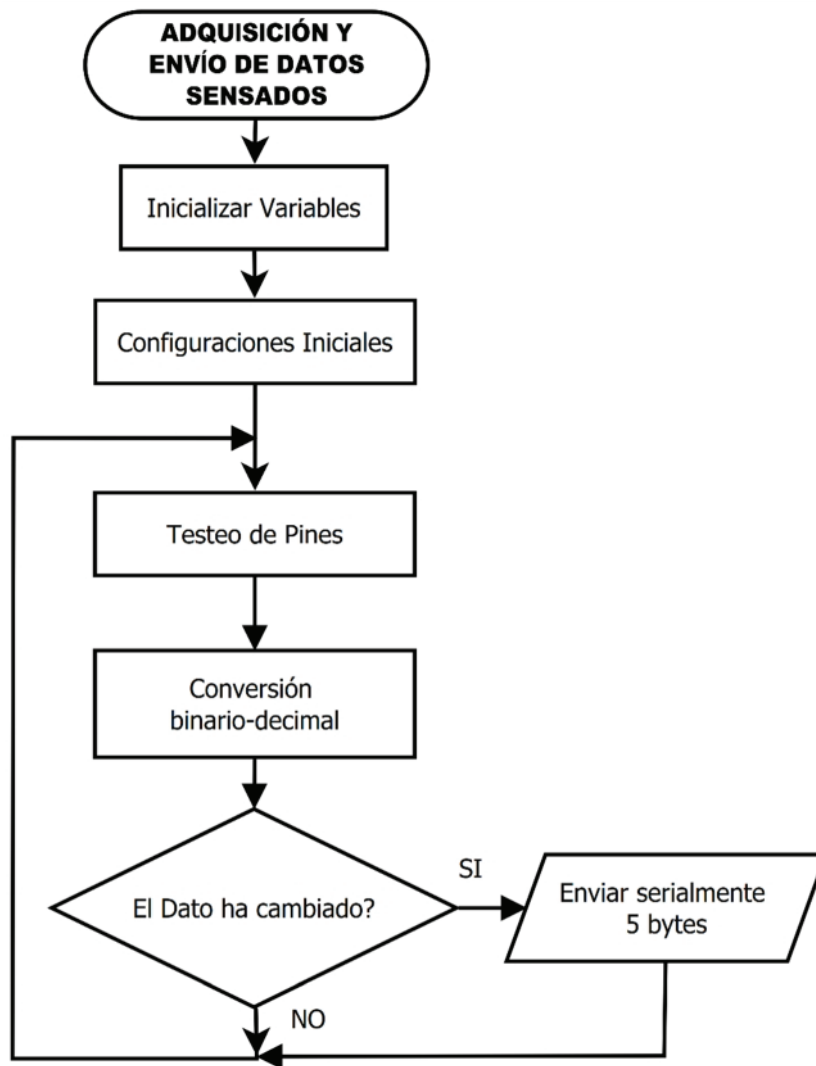 ADQUISICIÓN Y
ENVÍO DE DATOS
SENSADOS
Inicializar Variables
Configuraciones Iniciales
Testeo de Pines
Conversión
binario-decimal
El Dato ha cambiado?
SI
Enviar serialmente
5 bytes
NO